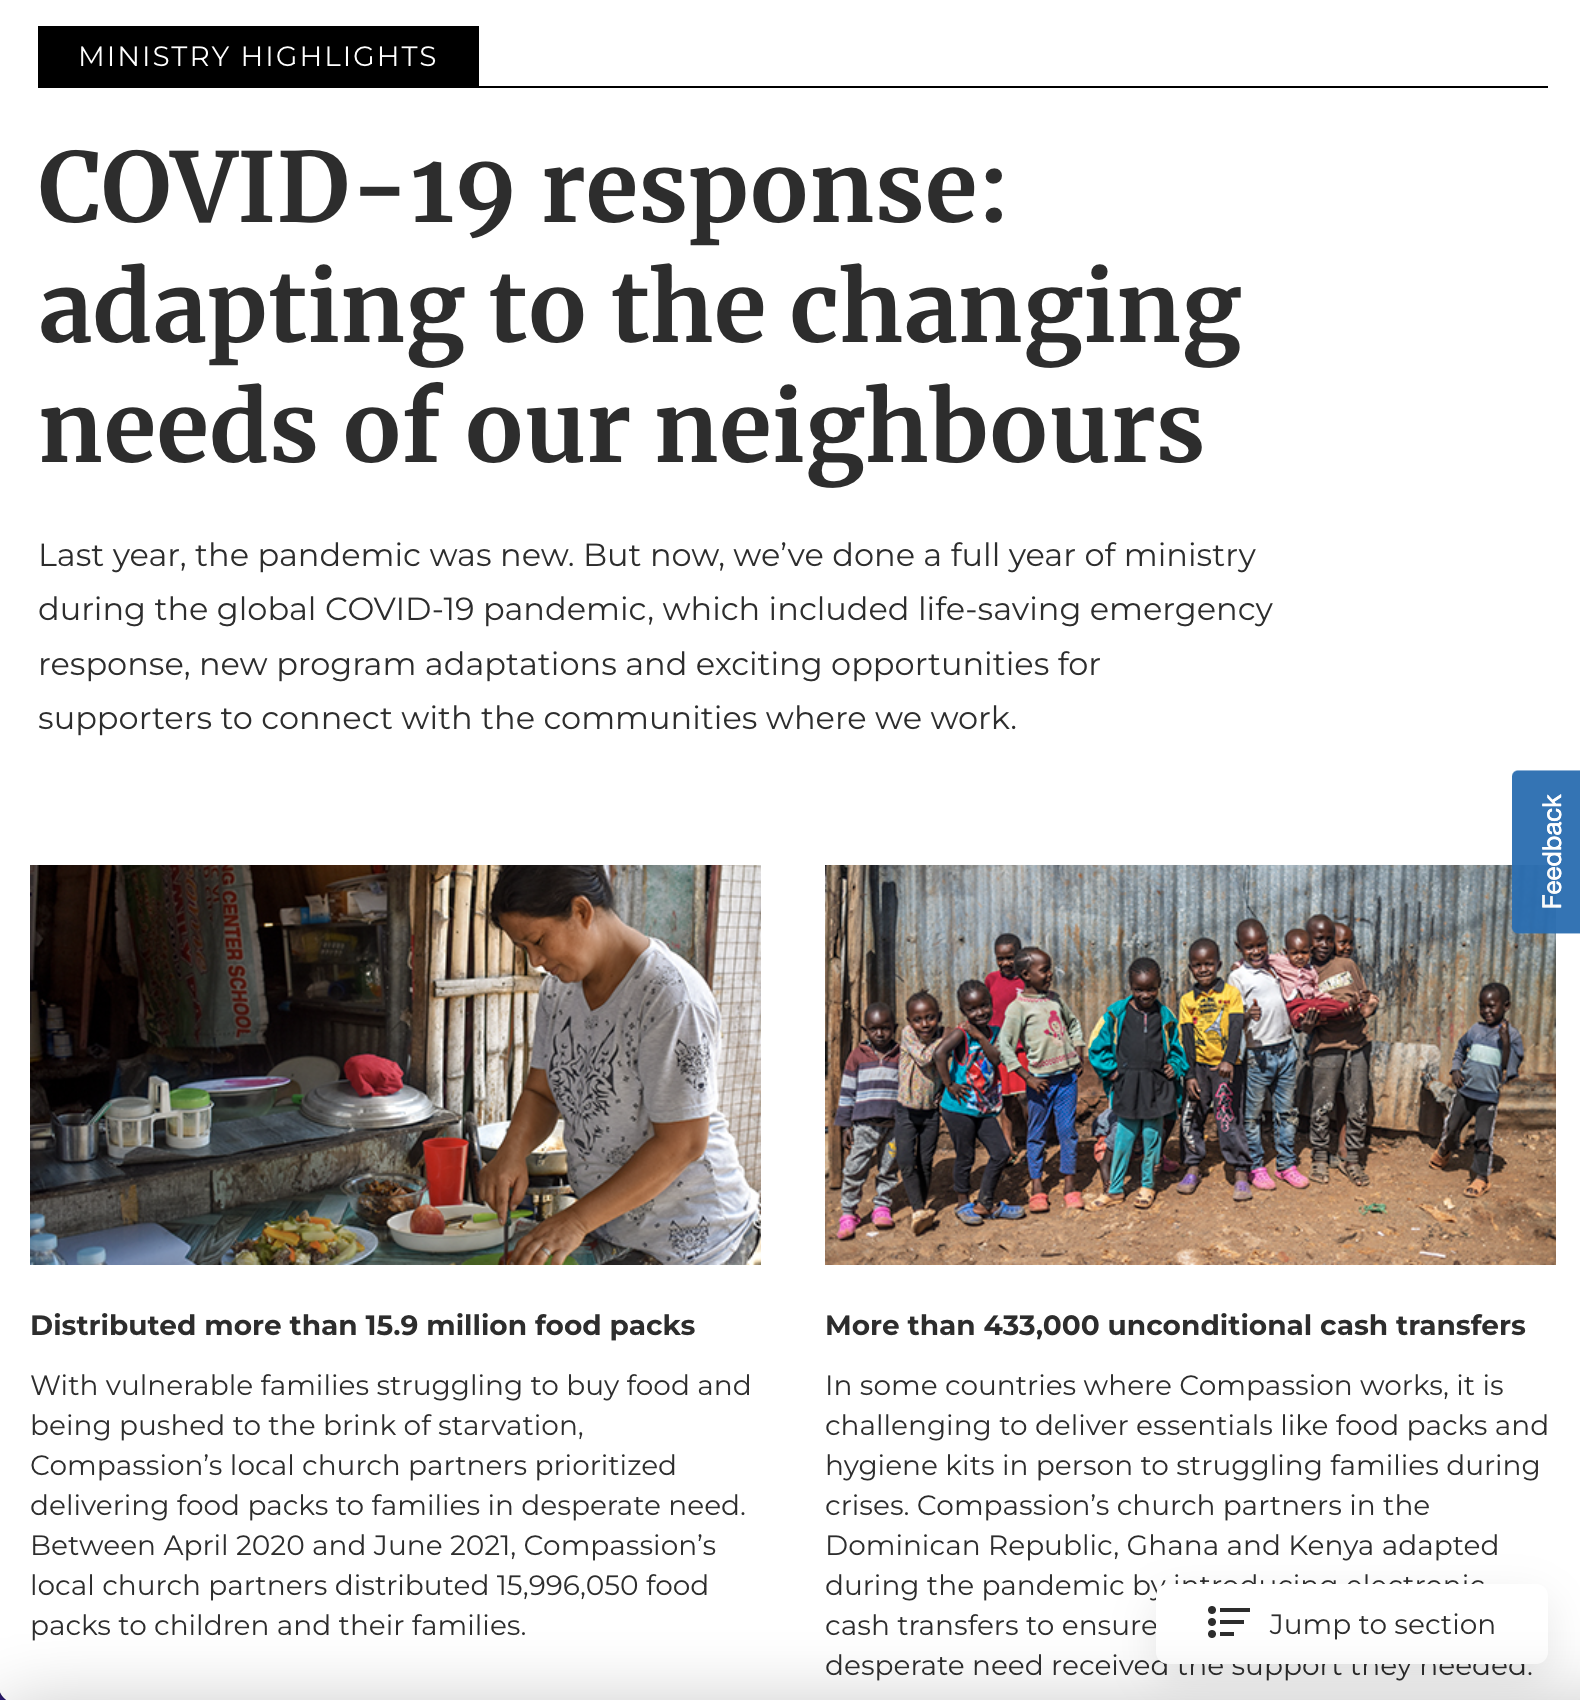 MINISTRY HIGHLIGHTS
COVID-19 response:
adapting to the changing
needs of our neighbours
Last year, the pandemic was new. But now, we’ve done a full year of ministry
during the global COVID-19 pandemic, which included life-saving emergency
response, new program adaptations and exciting opportunities for
supporters to connect with the communities where we work.
Feedback
CENTER SCHOOL
Distributed more than 15.9 million food packs
With vulnerable families struggling to buy food and
being pushed to the brink of starvation,
Compassion’s local church partners prioritized
delivering food packs to families in desperate need.
Between April 2020 and June 2021, Compassion’s
local church partners distributed 15,996,050 food
packs to children and their families.
More than 433,000 unconditional cash transfers
In some countries where Compassion works, it is
challenging to deliver essentials like food packs and
hygiene kits in person to struggling families during
crises. Compassion’s church partners in the
Dominican Republic, Ghana and Kenya adapted
during the pandemic by introducing electronic
cash transfers to ensure
desperate need received the support they needed.
Jump to section